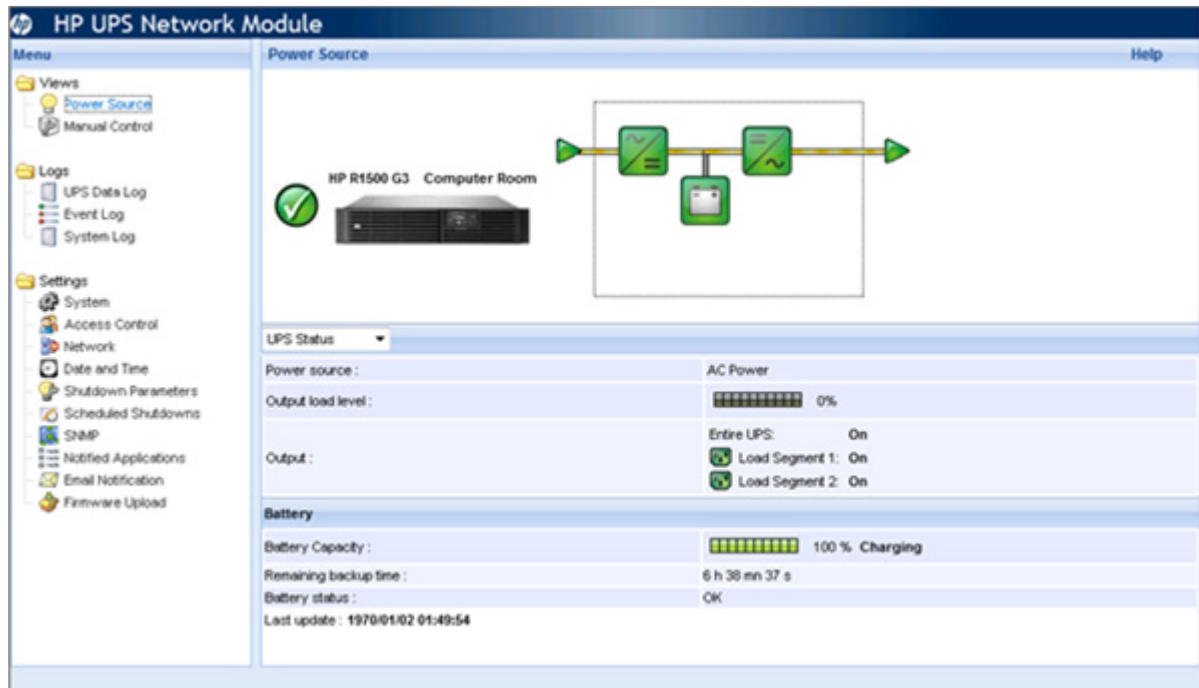 hp HP UPS Network Module
Menu
Views
Power Source
Manual Control
Logs
UPS Data Log
Event Log
System Log
Settings
System
Access Control
Network
Date and Time
Shutdown Parameters
Scheduled Shutdowns
SNMP
Notified Applications
Email Notification
Firmware Upload
Power Source Help
HP R1500 G3 Computer Room
UPS Status
Power source : AC Power
Output load level : 0%
Output :
Entire UPS: On
Load Segment 1: On
Load Segment 2: On
Battery
Battery Capacity : 100 % Charging
Remaining backup time : 6 h 38 mn 37 s
Battery status : OK
Last update : 1970/01/02 01:49:54